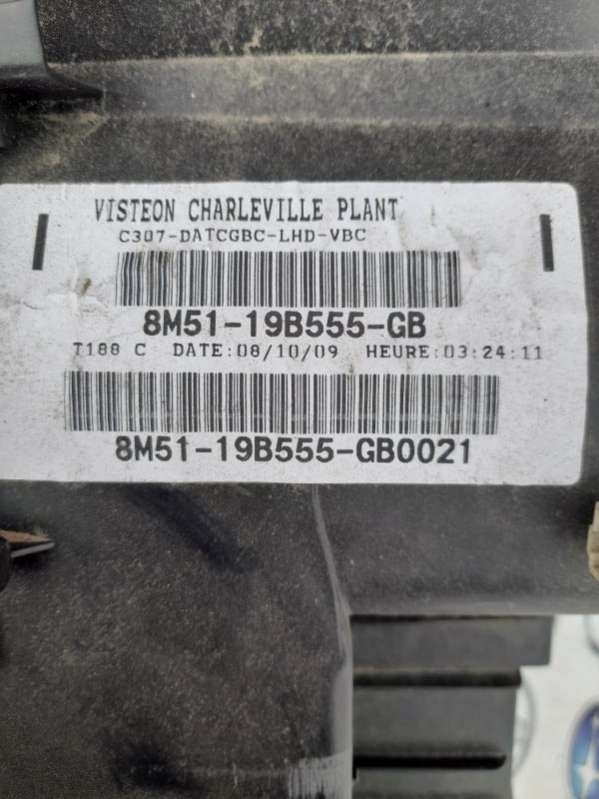 VISTEON CHARLEVILLE PLANT
C307-DATCGBC-LHD-VBC
8M51-19B555-GB
T188 C DATE:08/10/09 HEURE:03:24:11
8M51-19B555-GB0021